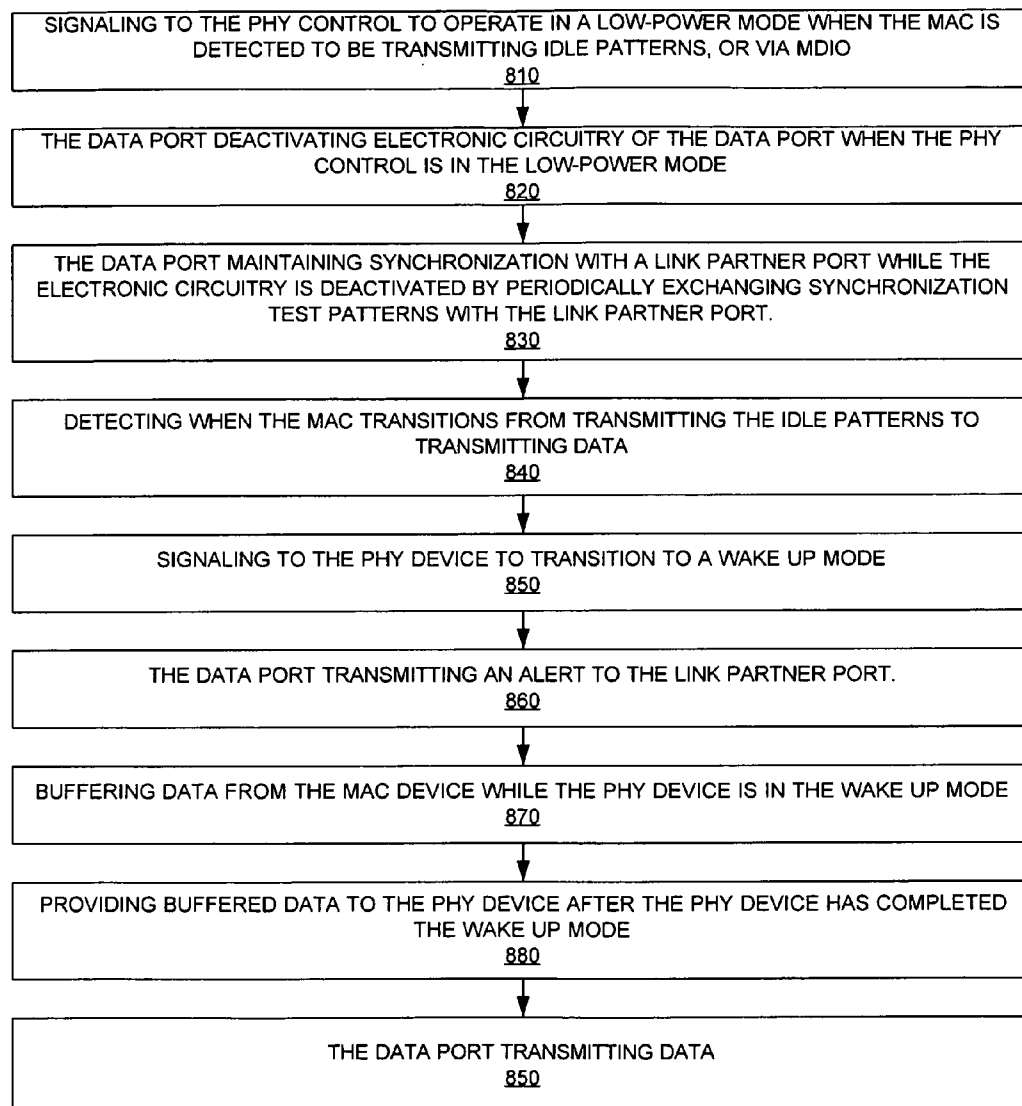 SIGNALING TO THE PHY CONTROL TO OPERATE IN A LOW-POWER MODE WHEN THE MAC IS
DETECTED TO BE TRANSMITTING IDLE PATTERNS, OR VIA MDIO
810
THE DATA PORT DEACTIVATING ELECTRONIC CIRCUITRY OF THE DATA PORT WHEN THE PHY
CONTROL IS IN THE LOW-POWER MODE
820
THE DATA PORT MAINTAINING SYNCHRONIZATION WITH A LINK PARTNER PORT WHILE THE
ELECTRONIC CIRCUITRY IS DEACTIVATED BY PERIODICALLY EXCHANGING SYNCHRONIZATION
TEST PATTERNS WITH THE LINK PARTNER PORT.
830
DETECTING WHEN THE MAC TRANSITIONS FROM TRANSMITTING THE IDLE PATTERNS TO
TRANSMITTING DATA
840
SIGNALING TO THE PHY DEVICE TO TRANSITION TO A WAKE UP MODE
850
THE DATA PORT TRANSMITTING AN ALERT TO THE LINK PARTNER PORT.
860
BUFFERING DATA FROM THE MAC DEVICE WHILE THE PHY DEVICE IS IN THE WAKE UP MODE
870
PROVIDING BUFFERED DATA TO THE PHY DEVICE AFTER THE PHY DEVICE HAS COMPLETED
THE WAKE UP MODE
880
THE DATA PORT TRANSMITTING DATA
850